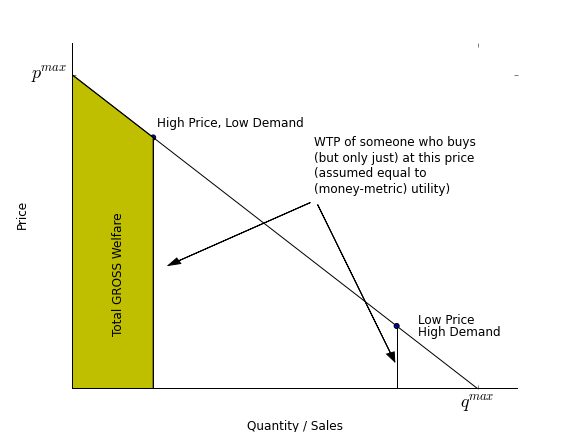 p^max
High Price, Low Demand
WTP of someone who buys
(but only just) at this price
(assumed equal to
(money-metric) utility)
Price
Total GROSS Welfare
Low Price
High Demand
q^max
Quantity / Sales